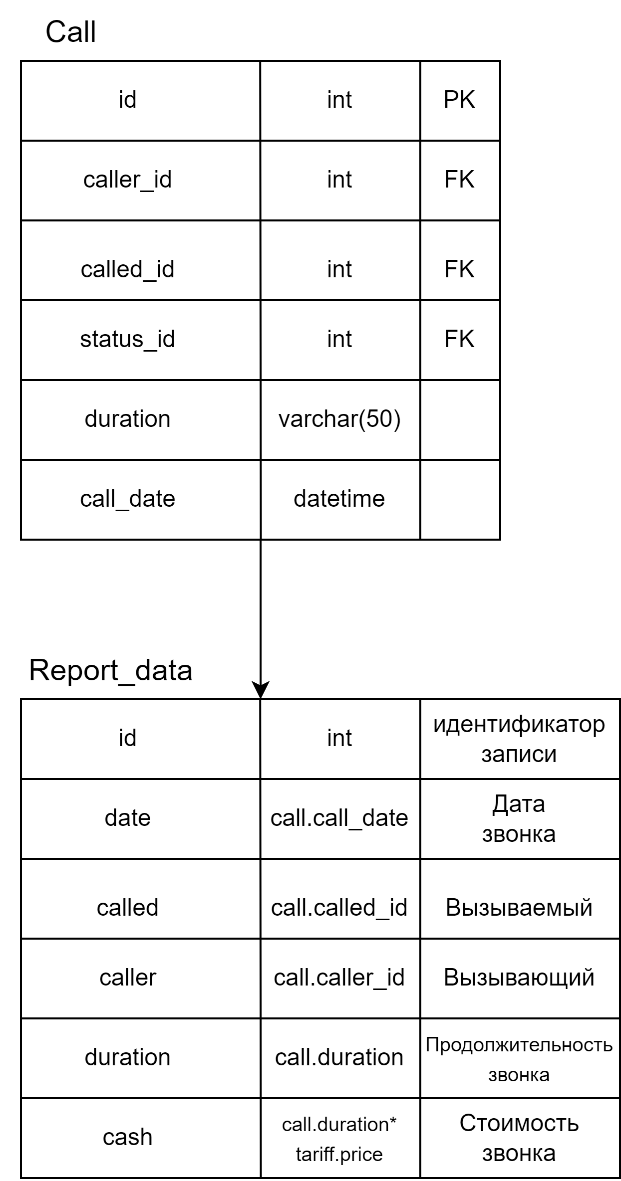 Call
id int PK
caller_id int FK
called_id int FK
status_id int FK
duration varchar(50)
call_date datetime
Report_data
id int идентификатор
записи
date call.call_date Дата
звонка
called call.called_id Вызываемый
caller call.caller_id Вызывающий
duration call.duration Продолжительность
звонка
cash call.duration* Стоимость
tariff.price звонка